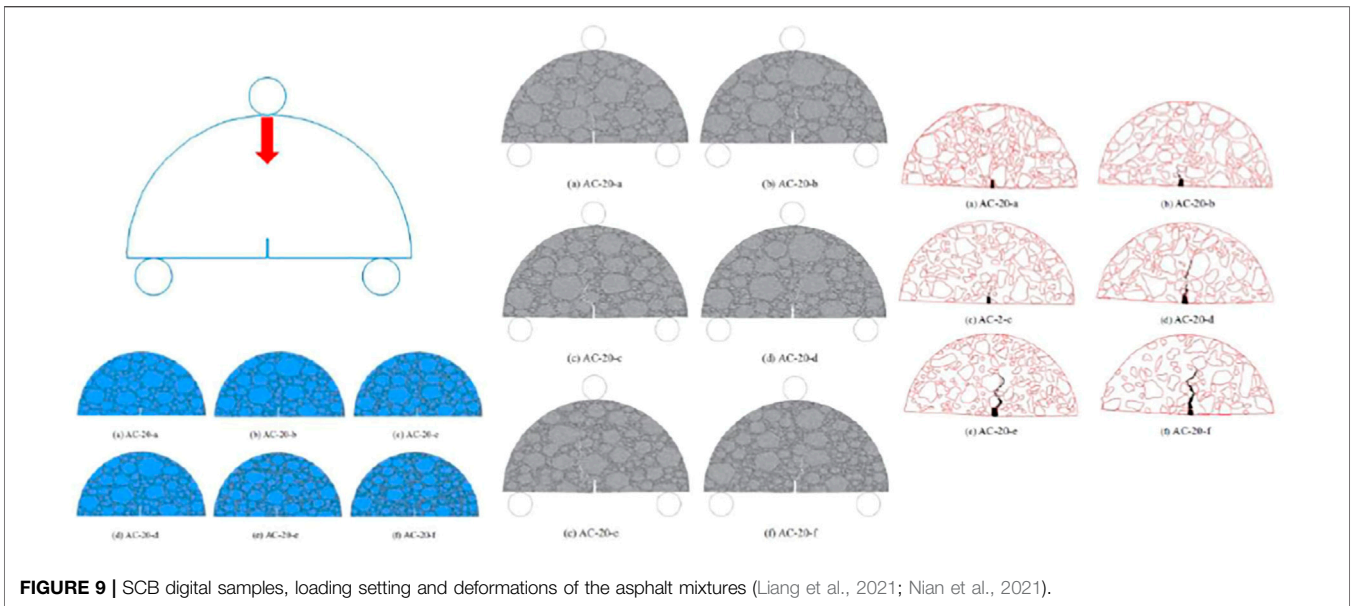 (a) AC-20-a
(b) AC-20-b
(c) AC-20-c
(d) AC-20-d
(e) AC-20-e
(f) AC-20-f
(a) AC-20-a
(b) AC-20-b
(c) AC-20-c
(d) AC-20-d
(e) AC-20-e
(f) AC-20-f
(a) AC-20-a
(b) AC-20-b
(c) AC-2-c
(d) AC-20-d
(e) AC-20-e
(f) AC-20-f
FIGURE 9 | SCB digital samples, loading setting and deformations of the asphalt mixtures (Liang et al., 2021; Nian et al., 2021).